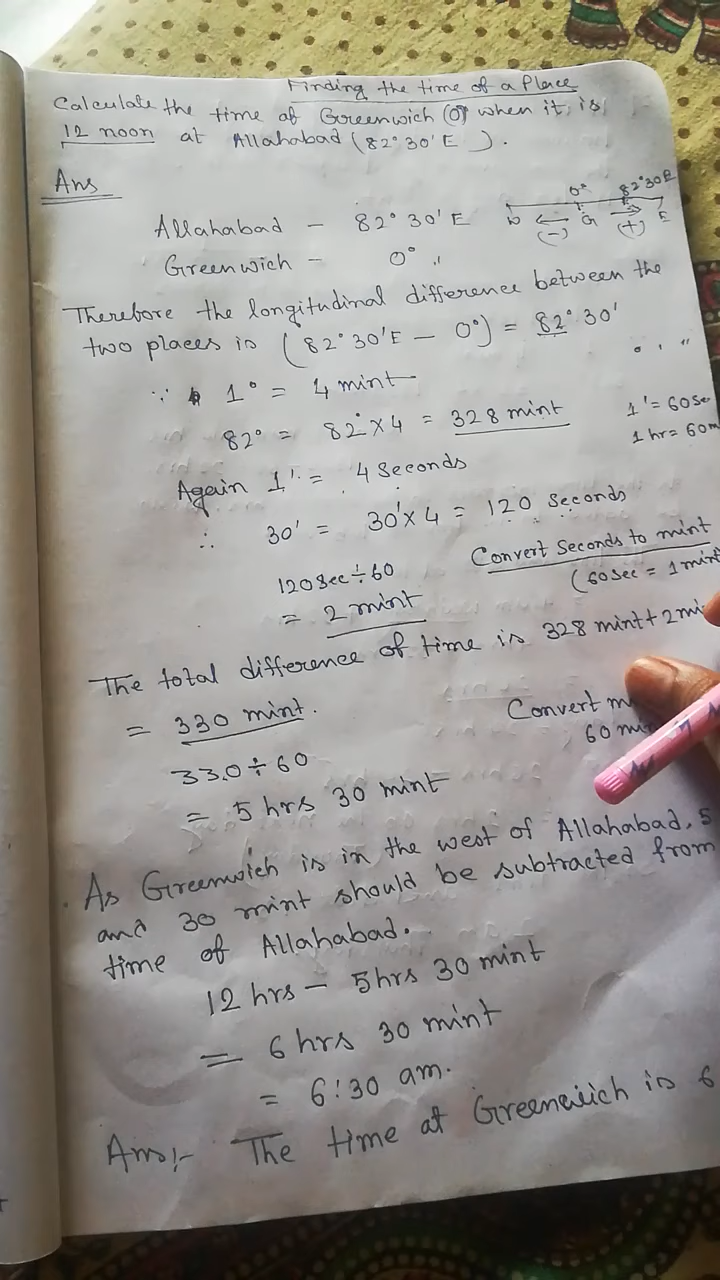 Finding the time of a Place
Calculate the time of Greenwich (0°) when it is
12 noon at Allahabad (82°30'E).
Ans
0° 82°30'E
Allahabad - 82°30'E
W G E
(-) (+)
Greenwich - 0° "
Therefore the longitudinal difference between the
two places is (82°30'E - 0°) = 82°30'
° ' "
∵ 1° = 4 mint
82° = 82°×4 = 328 mint
1' = 60 Sec
1 hr = 60 m
Again 1' = 4 Seconds
∴ 30' = 30'×4 = 120 Seconds
Convert Seconds to mint
120 Sec ÷ 60
(60 Sec = 1 mint
= 2 mint
The total difference of time is 328 mint + 2 mi
= 330 mint.
Convert m
60 min
330 ÷ 60
= 5 hrs 30 mint
As Greenwich is in the west of Allahabad, 5
and 30 mint should be subtracted from
time of Allahabad.
12 hrs - 5 hrs 30 mint
= 6 hrs 30 mint
= 6:30 am.
Ans:- The time at Greenwich is 6